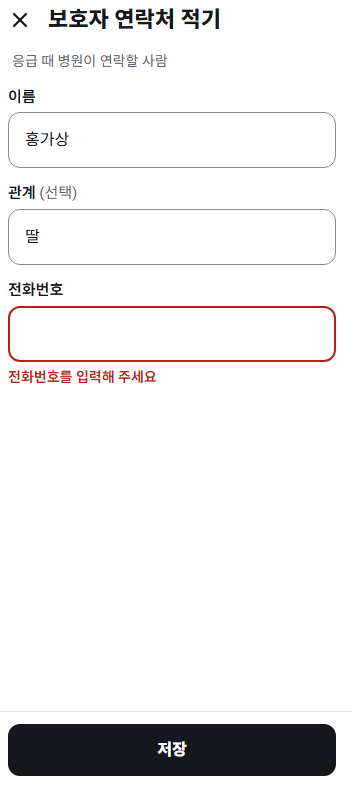 보호자 연락처 적기
응급 때 병원이 연락할 사람
이름
홍가상
관계 (선택)
딸
전화번호
전화번호를 입력해 주세요
저장